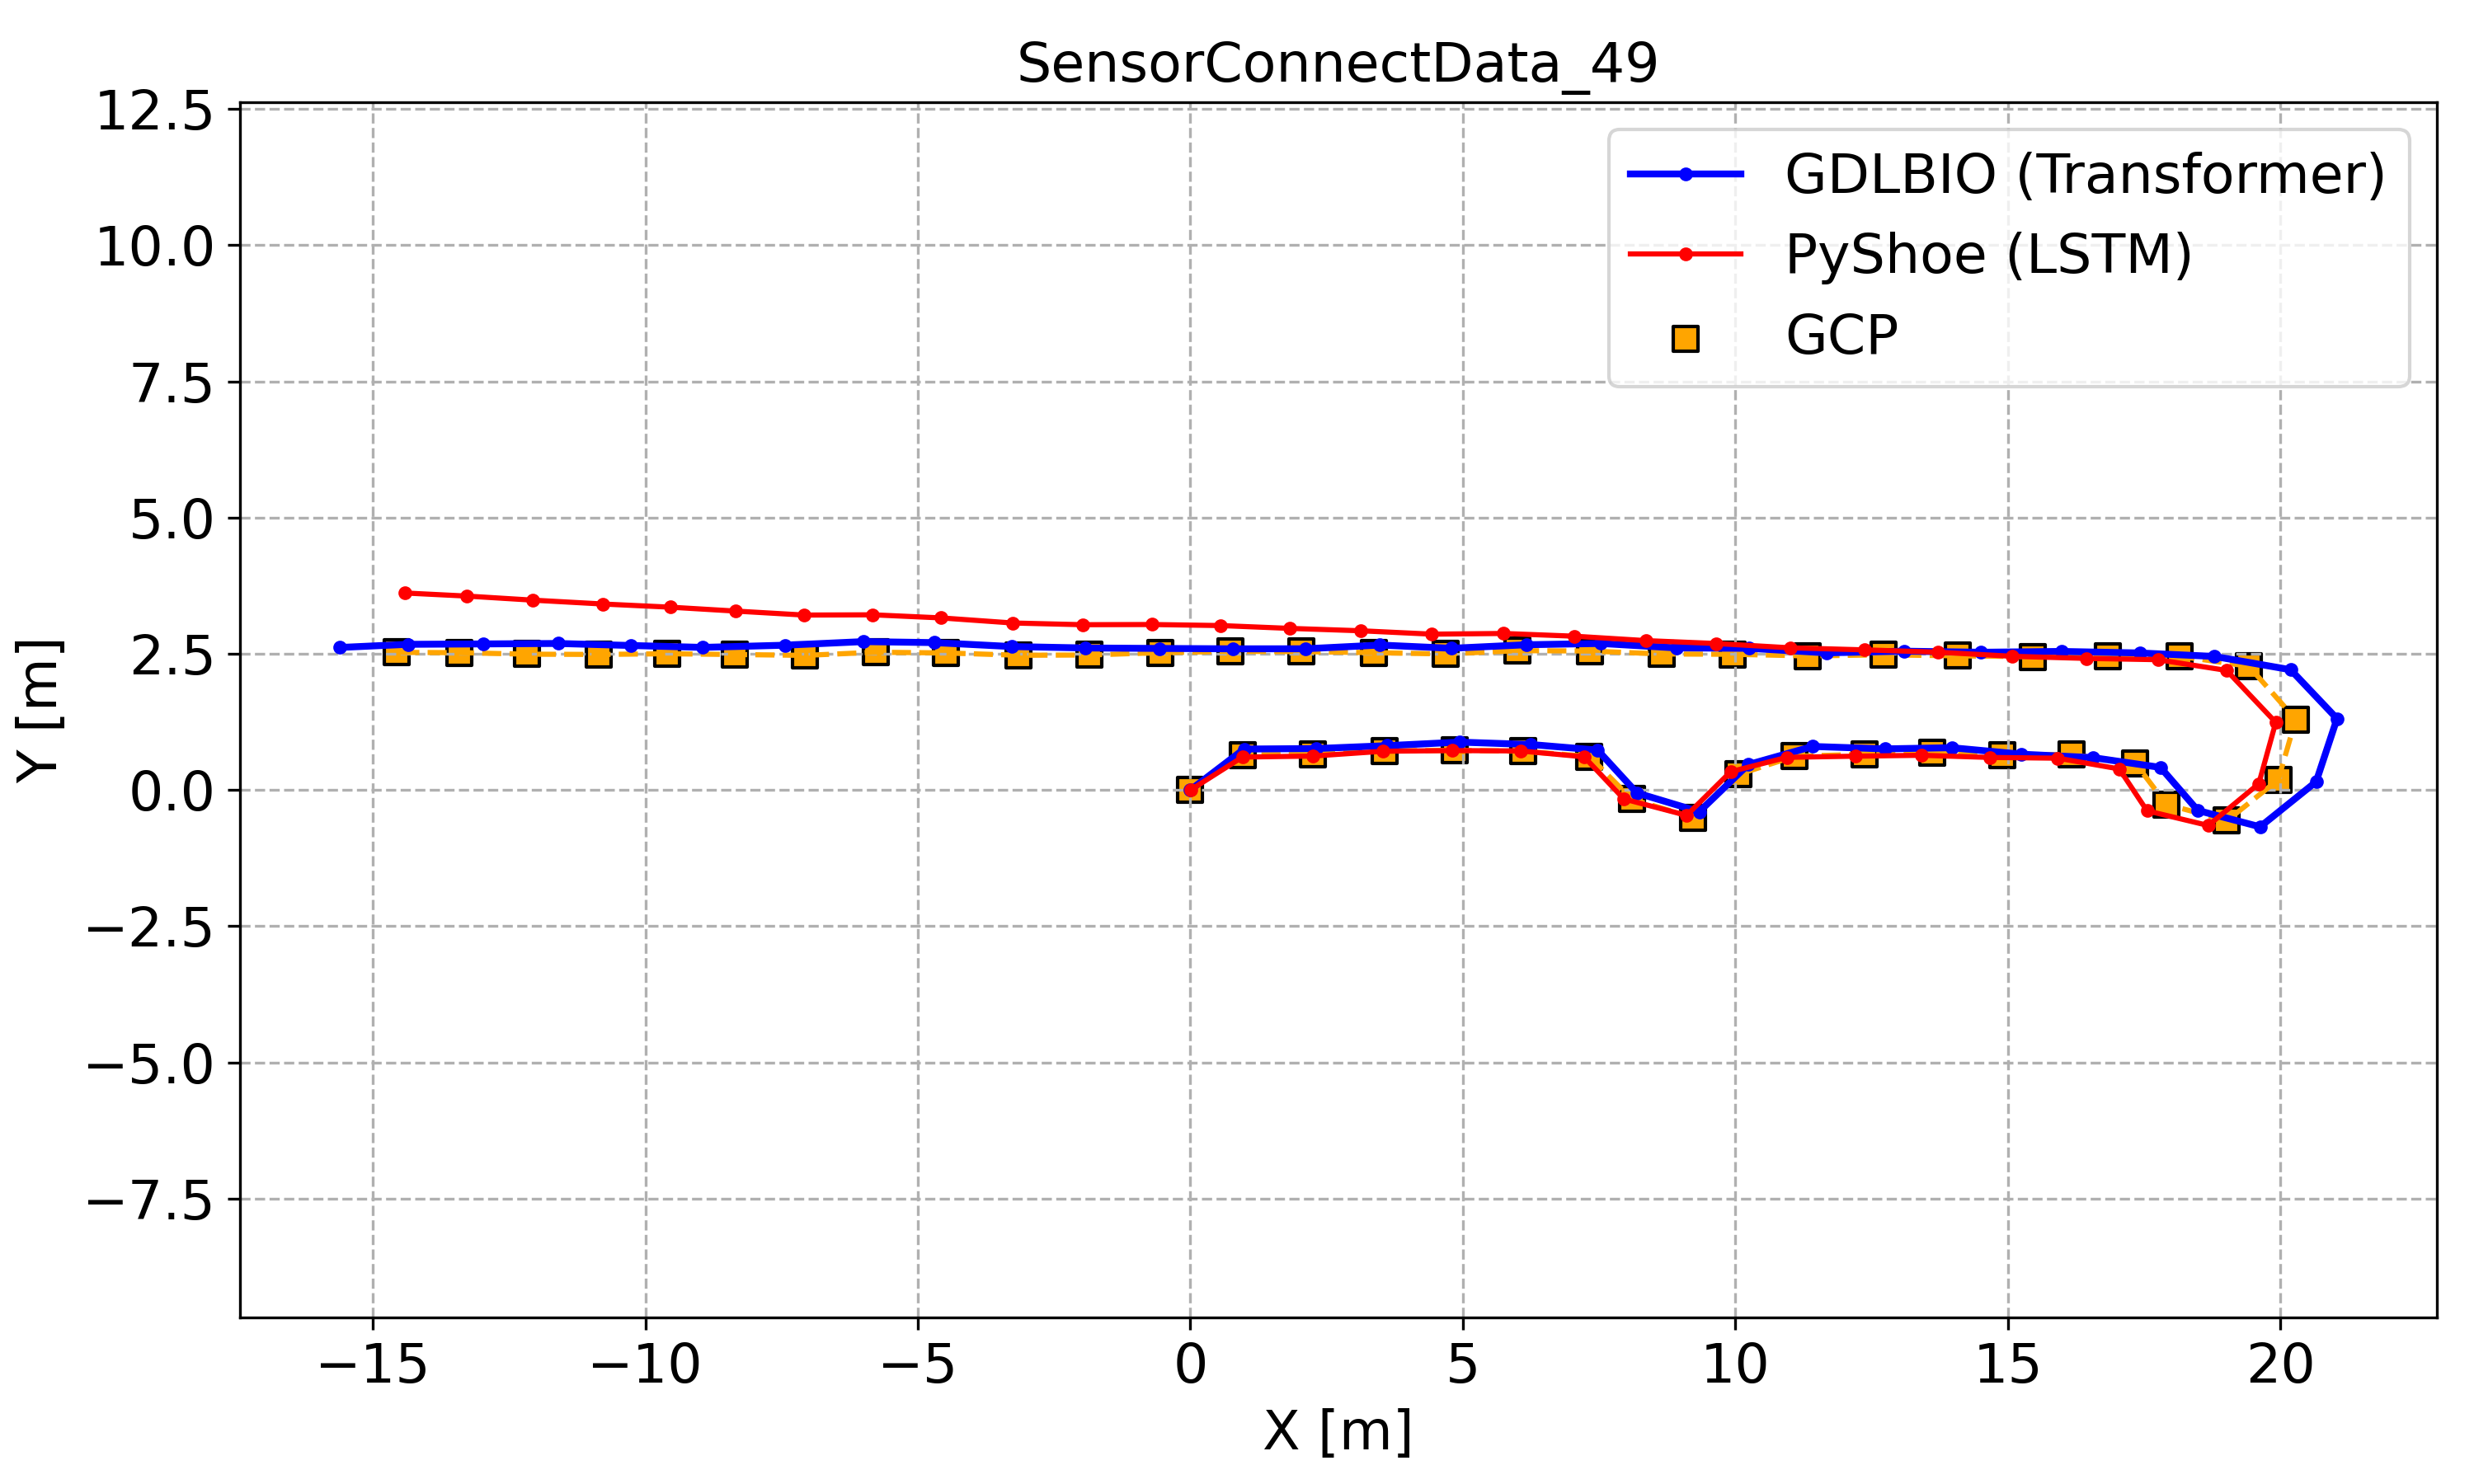 SensorConnectData_49
GDLBIO (Transformer)
PyShoe (LSTM)
GCP
12.5
10.0
7.5
5.0
2.5
0.0
−2.5
−5.0
−7.5
Y [m]
−15 −10 −5 0 5 10 15 20
X [m]